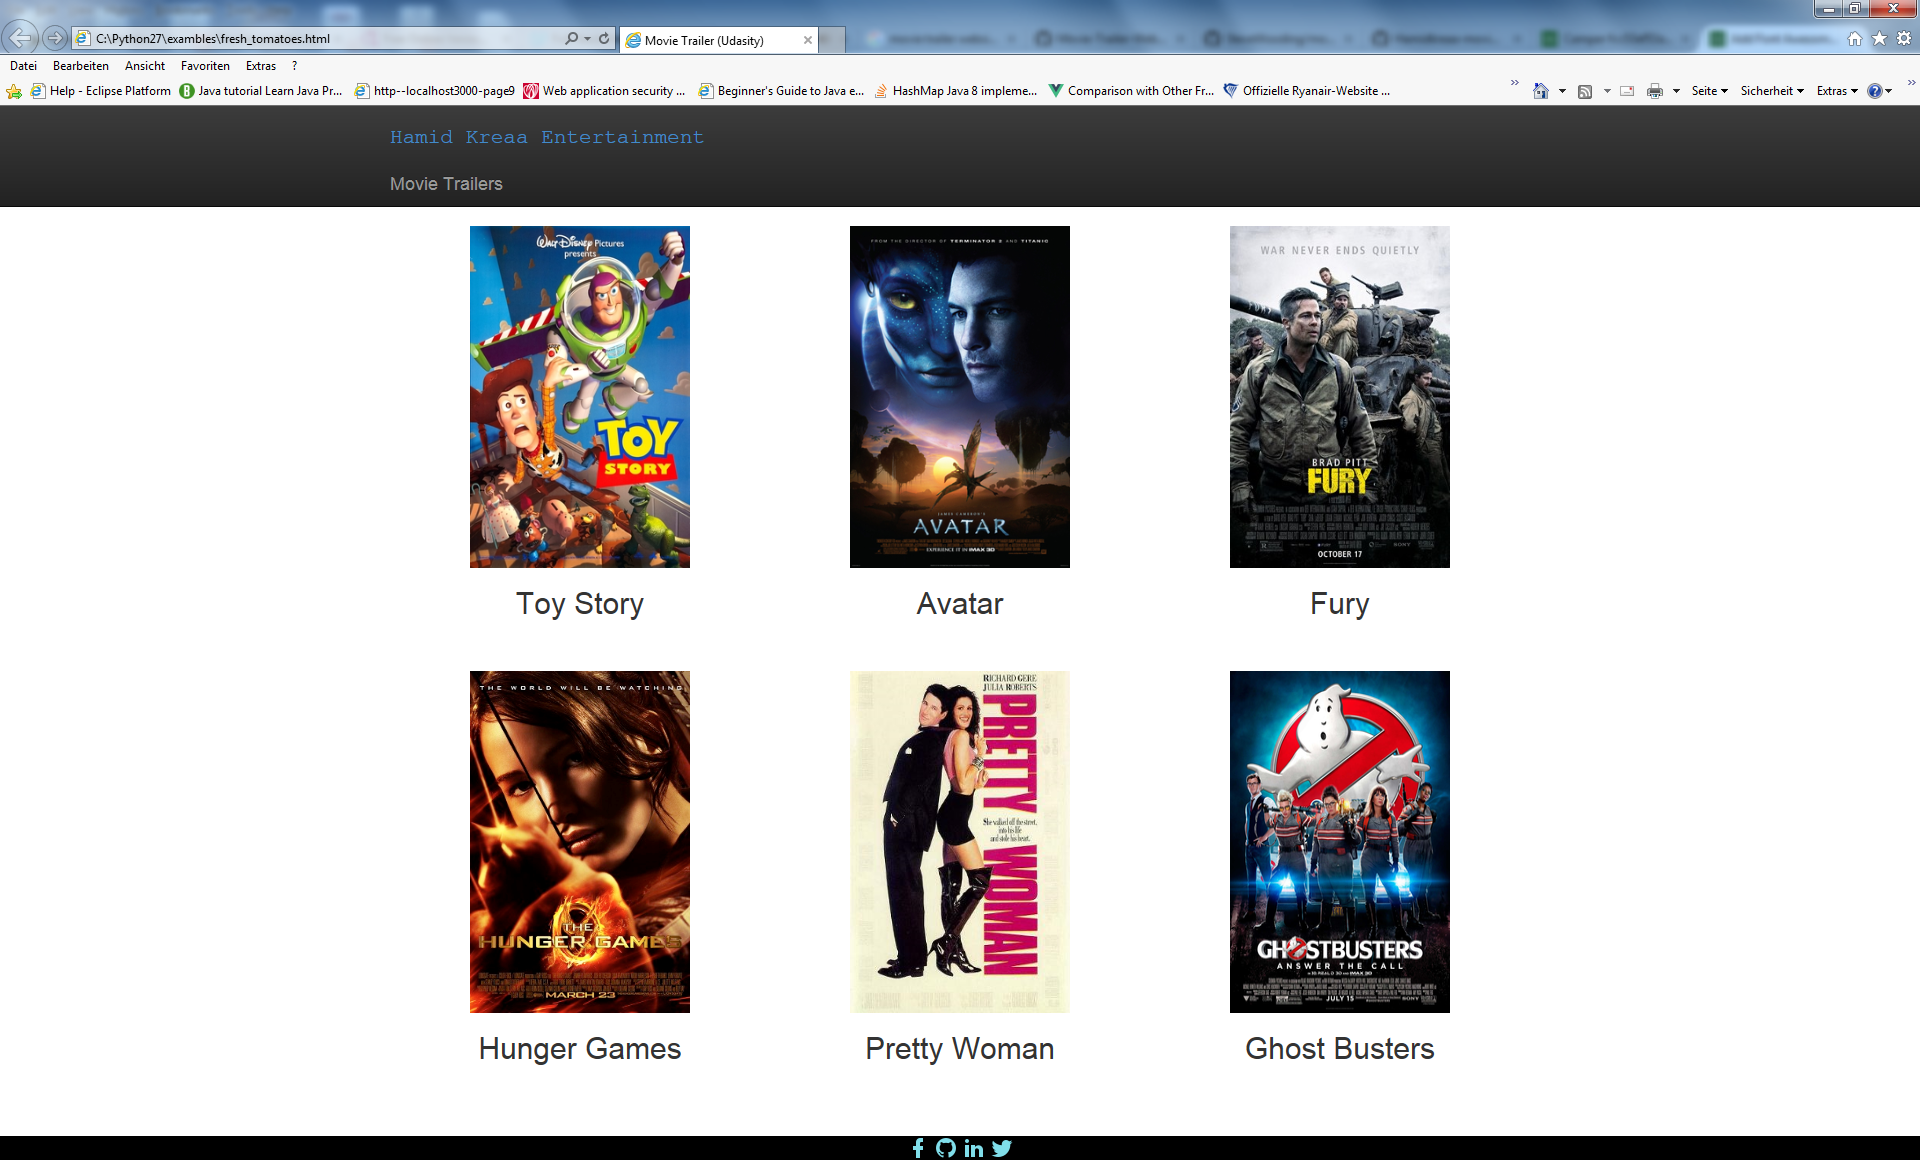 C:\Python27\exambles\fresh_tomatoes.html
Movie Trailer (Udasity)
Datei Bearbeiten Ansicht Favoriten Extras ?
Help - Eclipse Platform Java tutorial Learn Java Pr... http--localhost3000-page9 Web application security ... Beginner's Guide to Java e... HashMap Java 8 impleme... Comparison with Other Fr... Offizielle Ryanair-Website ... Seite Sicherheit Extras
Hamid Kreaa Entertainment
Movie Trailers
Walt Disney Pictures
presents
TOY
STORY
FROM THE DIRECTOR OF TERMINATOR 2 AND TITANIC
JAMES CAMERON'S
AVATAR
EXPERIENCE IT IN IMAX 3D
WAR NEVER ENDS QUIETLY
BRAD PITT
FURY
OCTOBER 17
Toy Story
Avatar
Fury
THE WORLD WILL BE WATCHING
THE
HUNGER GAMES
MARCH 23
RICHARD GERE
JULIA ROBERTS
PRETTY WOMAN
She walked off the street,
into his life
and stole his heart.
GHOSTBUSTERS
ANSWER THE CALL
JULY 15
SONY
Hunger Games
Pretty Woman
Ghost Busters